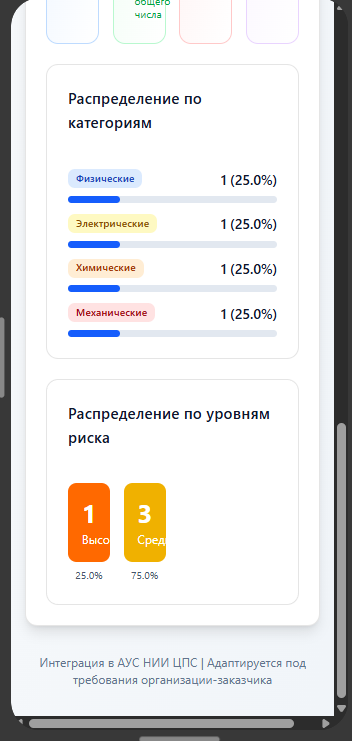 общего
числа
Распределение по
категориям
Физические 1 (25.0%)
Электрические 1 (25.0%)
Химические 1 (25.0%)
Механические 1 (25.0%)
Распределение по уровням
риска
1 3
Высо Сред
25.0% 75.0%
Интеграция в АУС НИИ ЦПС | Адаптируется под
требования организации-заказчика